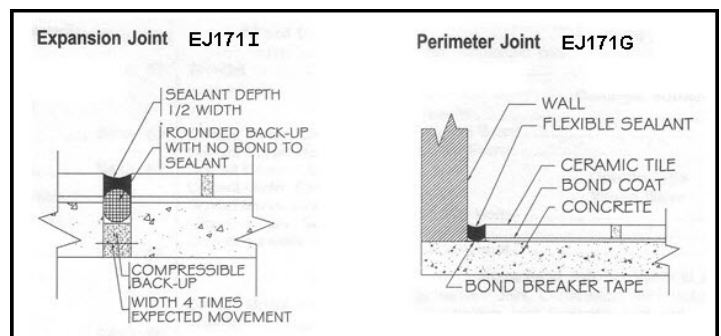 Expansion Joint EJ171I
SEALANT DEPTH
1/2 WIDTH
ROUNDED BACK-UP
WITH NO BOND TO
SEALANT
COMPRESSIBLE
BACK-UP
WIDTH 4 TIMES
EXPECTED MOVEMENT
Perimeter Joint EJ171G
WALL
FLEXIBLE SEALANT
CERAMIC TILE
BOND COAT
CONCRETE
BOND BREAKER TAPE